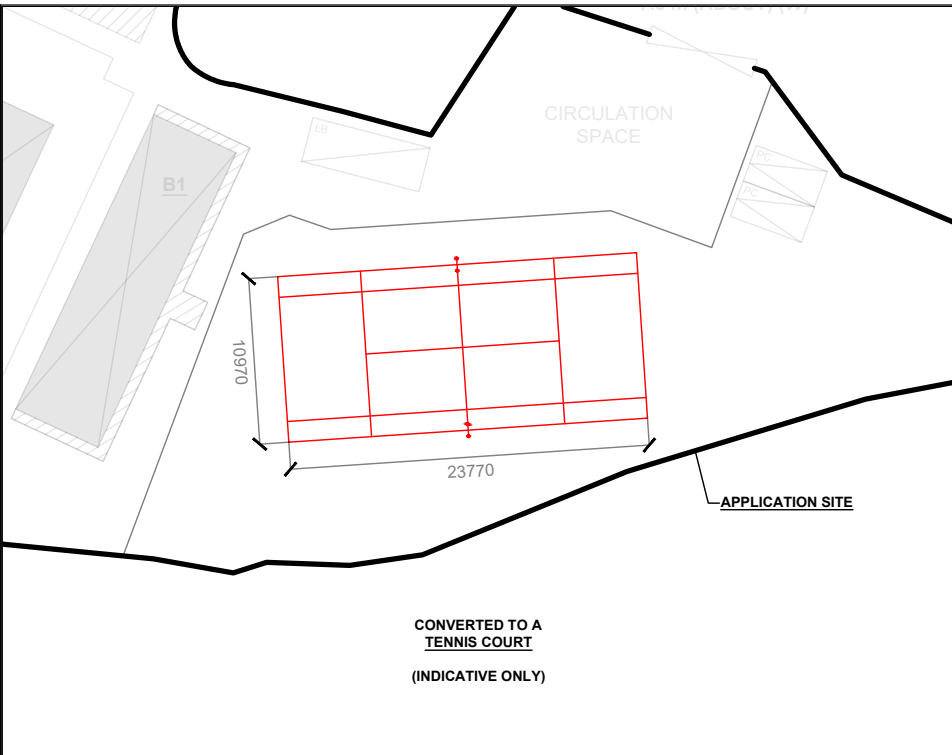 CIRCULATION
SPACE
LB
PC
PC
B1
10970
23770
APPLICATION SITE
CONVERTED TO A
TENNIS COURT
(INDICATIVE ONLY)